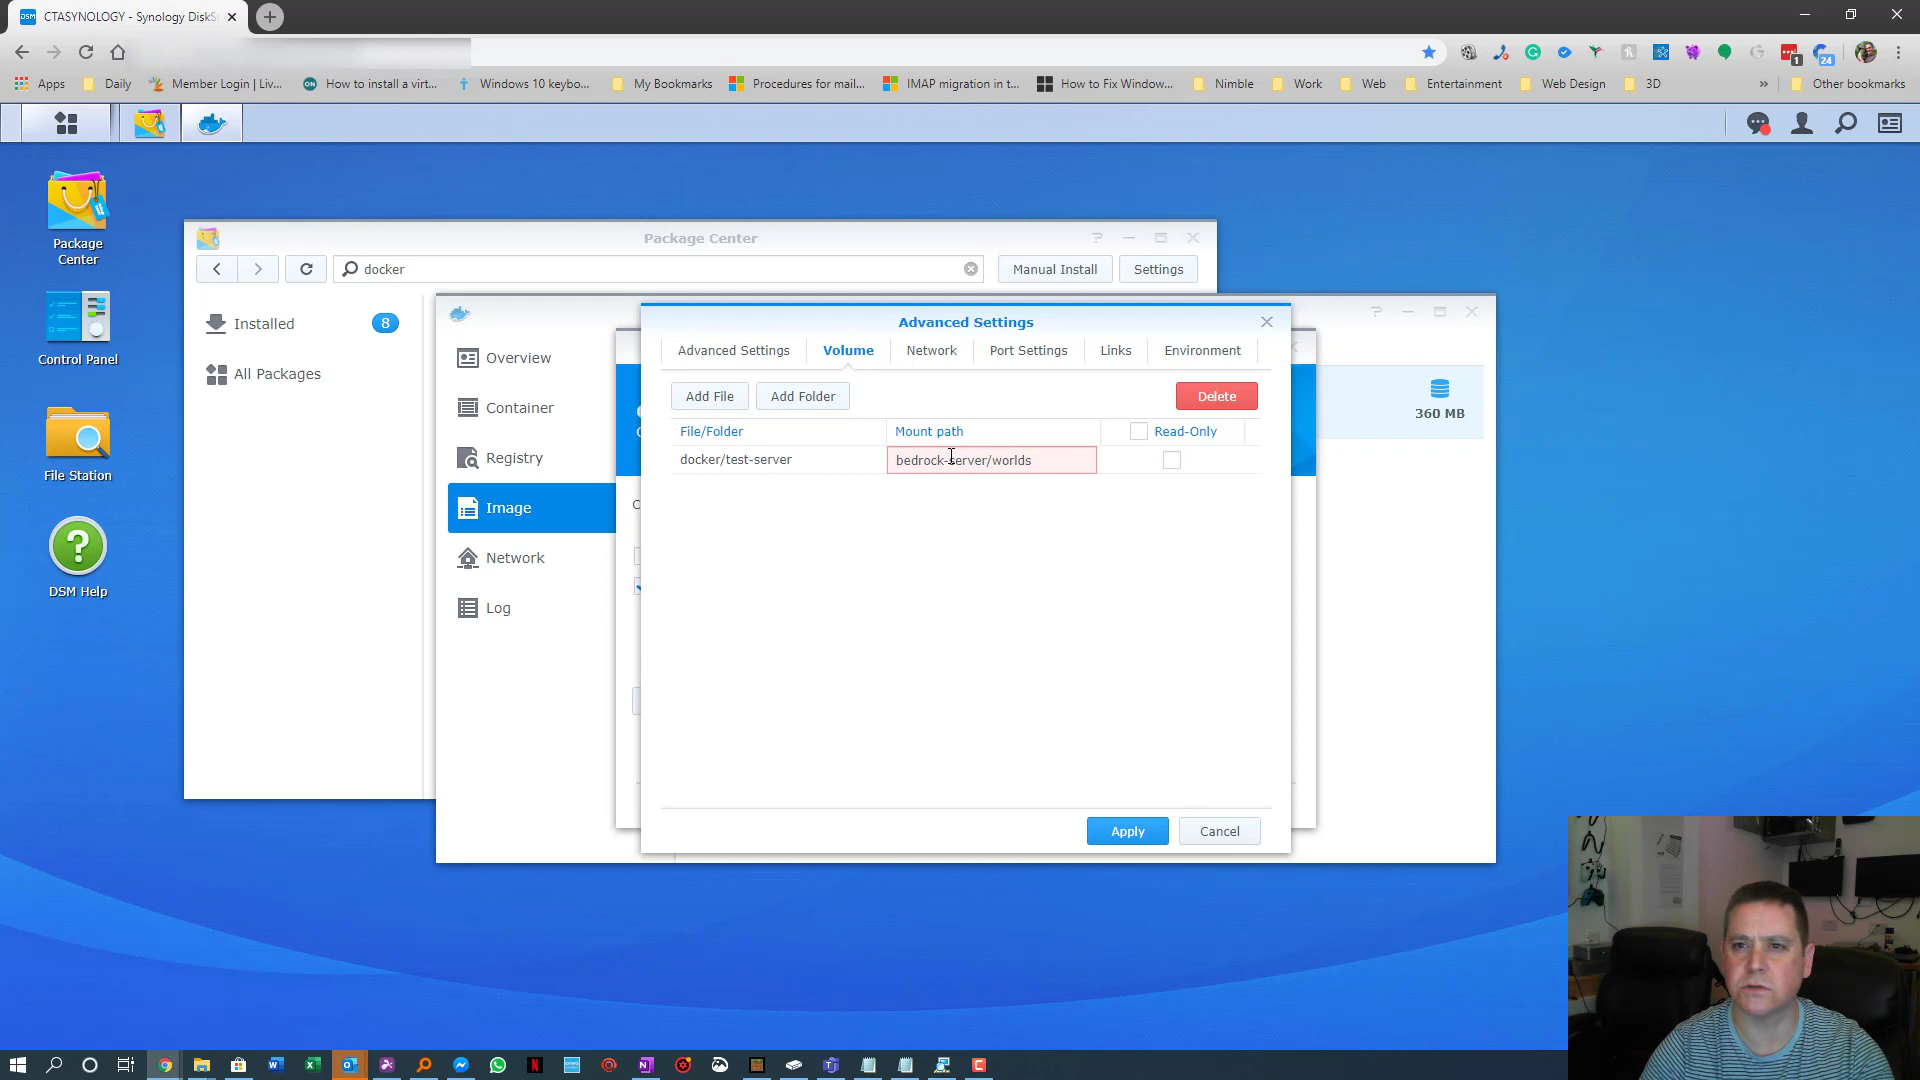 CTASYNOLOGY - Synology DiskS
Apps
Daily
Member Login | Liv...
How to install a virt...
Windows 10 keybo...
My Bookmarks
Procedures for mail...
IMAP migration in t...
How to Fix Window...
Nimble
Work
Web
Entertainment
Web Design
3D
»
Other bookmarks
1
24
Package Center
Control Panel
File Station
DSM Help
Package Center
docker
Manual Install
Settings
Installed
8
All Packages
Overview
Container
Registry
Image
Network
Log
360 MB
Advanced Settings
Advanced Settings
Volume
Network
Port Settings
Links
Environment
Add File
Add Folder
Delete
File/Folder
Mount path
Read-Only
docker/test-server
bedrock-server/worlds
Apply
Cancel